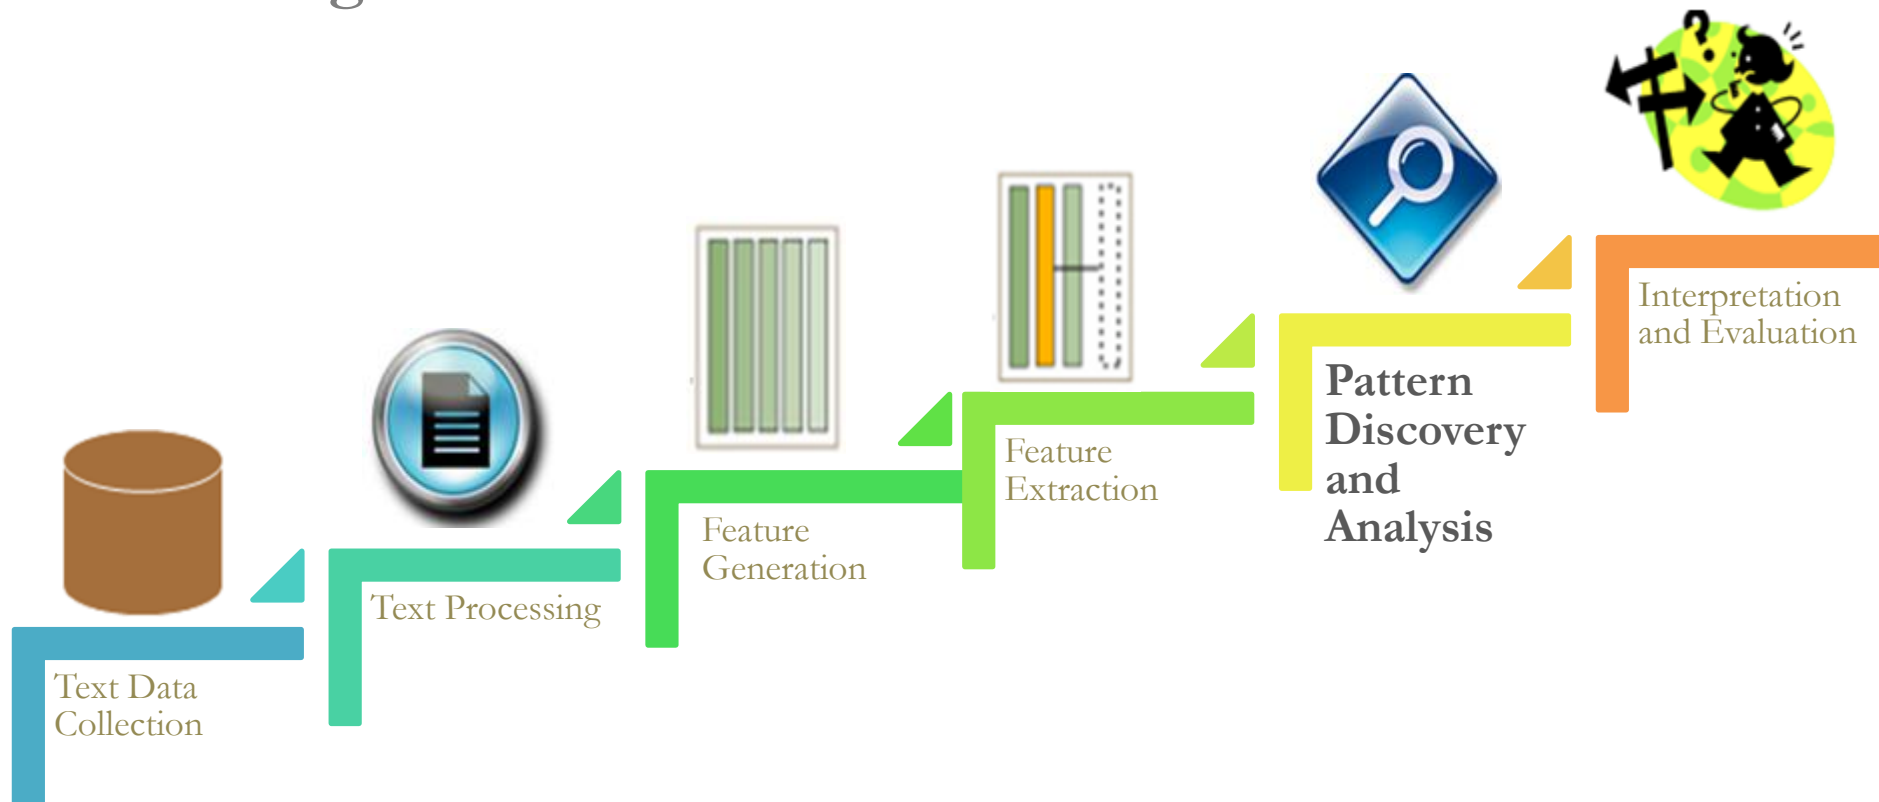 Text Data
Collection
Text Processing
Feature
Generation
Feature
Extraction
Pattern
Discovery
and
Analysis
Interpretation
and Evaluation
?